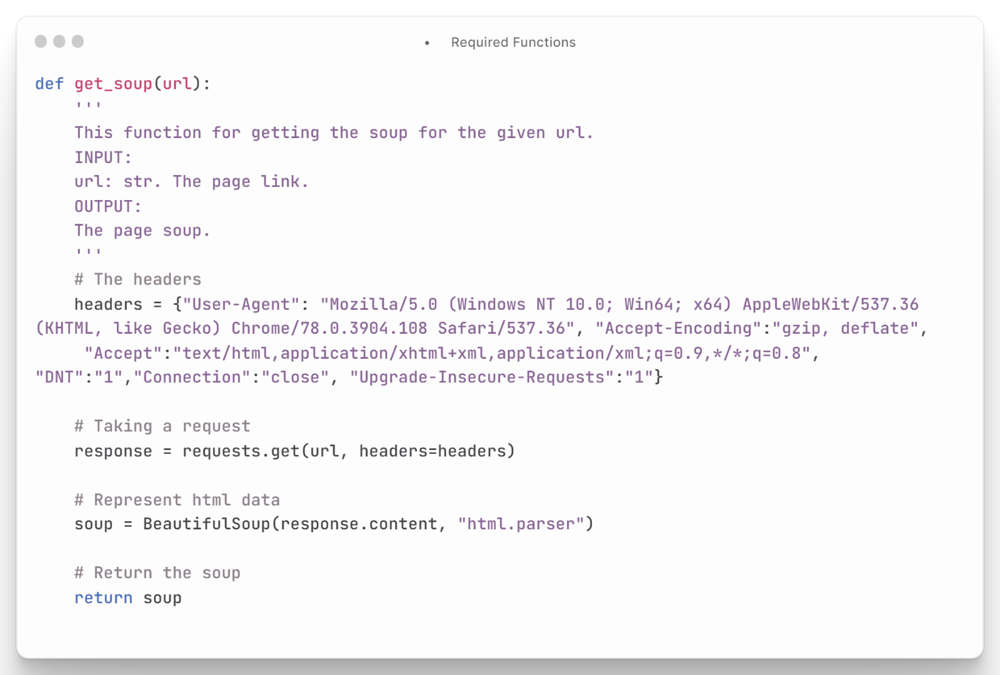 • Required Functions
def get_soup(url):
    '''
    This function for getting the soup for the given url.
    INPUT:
    url: str. The page link.
    OUTPUT:
    The page soup.
    '''
    # The headers
    headers = {"User-Agent": "Mozilla/5.0 (Windows NT 10.0; Win64; x64) AppleWebKit/537.36
(KHTML, like Gecko) Chrome/78.0.3904.108 Safari/537.36", "Accept-Encoding":"gzip, deflate",
     "Accept":"text/html,application/xhtml+xml,application/xml;q=0.9,*/*;q=0.8",
"DNT":"1","Connection":"close", "Upgrade-Insecure-Requests":"1"}
    # Taking a request
    response = requests.get(url, headers=headers)
    # Represent html data
    soup = BeautifulSoup(response.content, "html.parser")
    # Return the soup
    return soup